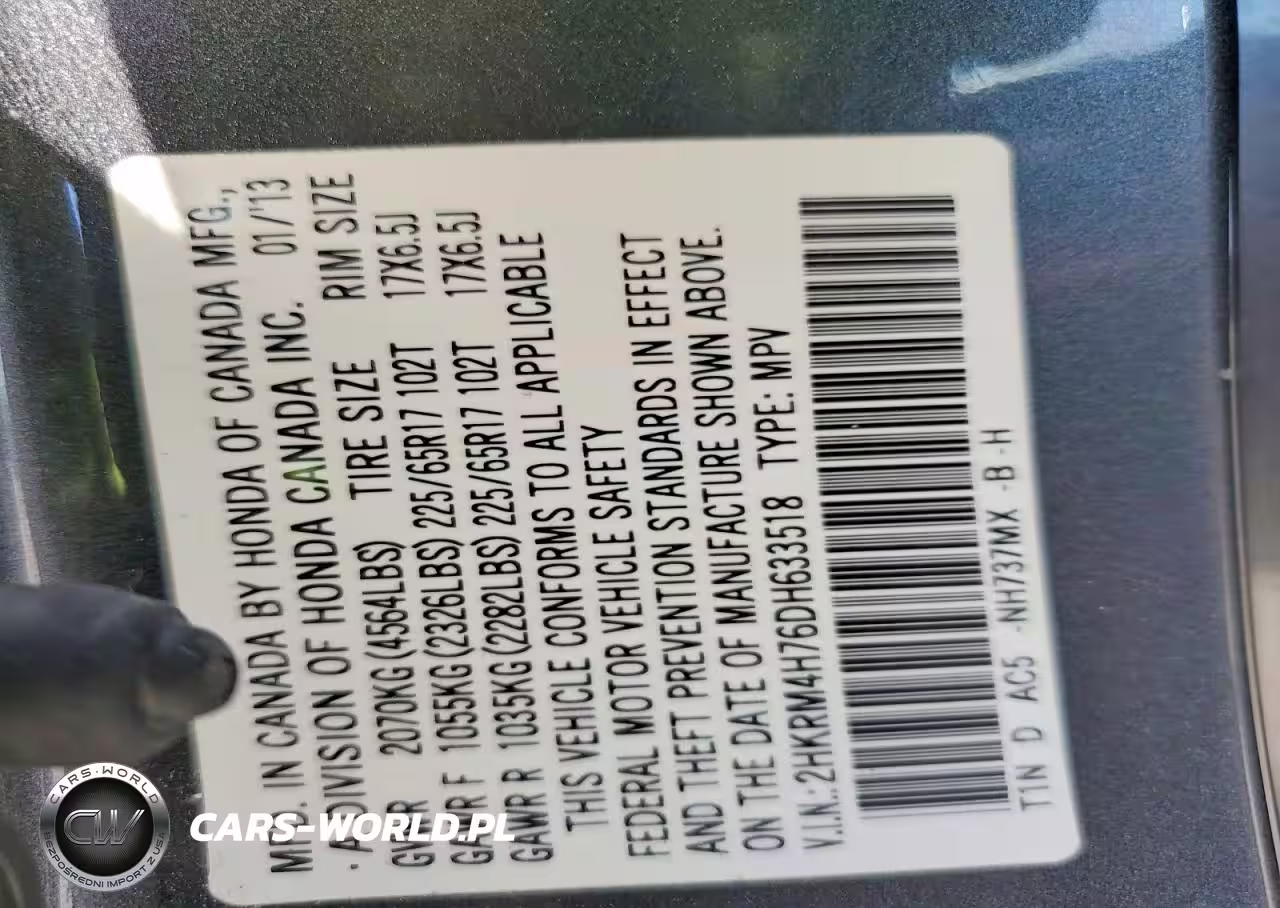 MFD. IN CANADA BY HONDA OF CANADA MFG.,
A DIVISION OF HONDA CANADA INC. 01/'13
GVWR 2070KG (4564LBS) TIRE SIZE RIM SIZE
GAWR F 1055KG (2326LBS) 225/65R17 102T 17X6.5J
GAWR R 1035KG (2282LBS) 225/65R17 102T 17X6.5J
THIS VEHICLE CONFORMS TO ALL APPLICABLE
FEDERAL MOTOR VEHICLE SAFETY
AND THEFT PREVENTION STANDARDS IN EFFECT
ON THE DATE OF MANUFACTURE SHOWN ABOVE.
V.I.N.:2HKRM4H76DH633518 TYPE: MPV
T1N D AC5 -NH737MX -B -H
CARS-WORLD
CW
BEZPOŚREDNI IMPORT Z USA
CARS-WORLD.PL